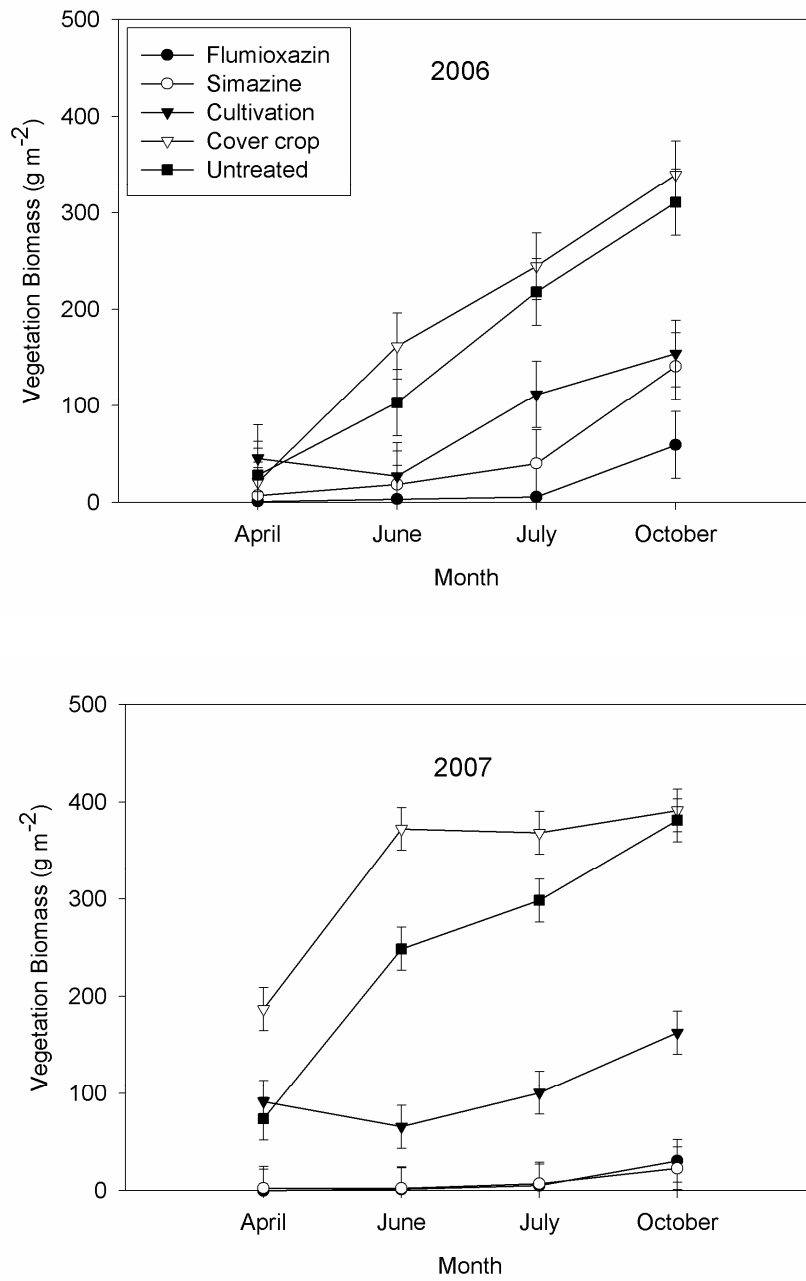 500
400
300
200
100
0
Vegetation Biomass (g m-2)
Flumioxazin
Simazine
Cultivation
Cover crop
Untreated
2006
April June July October
Month
500
400
300
200
100
0
Vegetation Biomass (g m-2)
2007
April June July October
Month